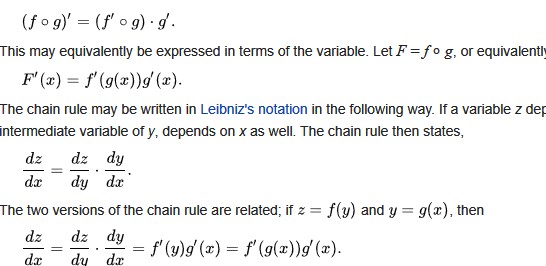 (f ∘ g)′ = (f′ ∘ g) · g′.
This may equivalently be expressed in terms of the variable. Let F = f ∘ g, or
F′(x) = f′(g(x))g′(x).
The chain rule may be written in Leibniz's notation in the following way. If a variable z
intermediate variable of y, depends on x as well. The chain rule then states,
dz/dx = dz/dy · dy/dx.
The two versions of the chain rule are related; if z = f(y) and y = g(x), then
dz/dx = dz/dy · dy/dx = f′(y)g′(x) = f′(g(x))g′(x).